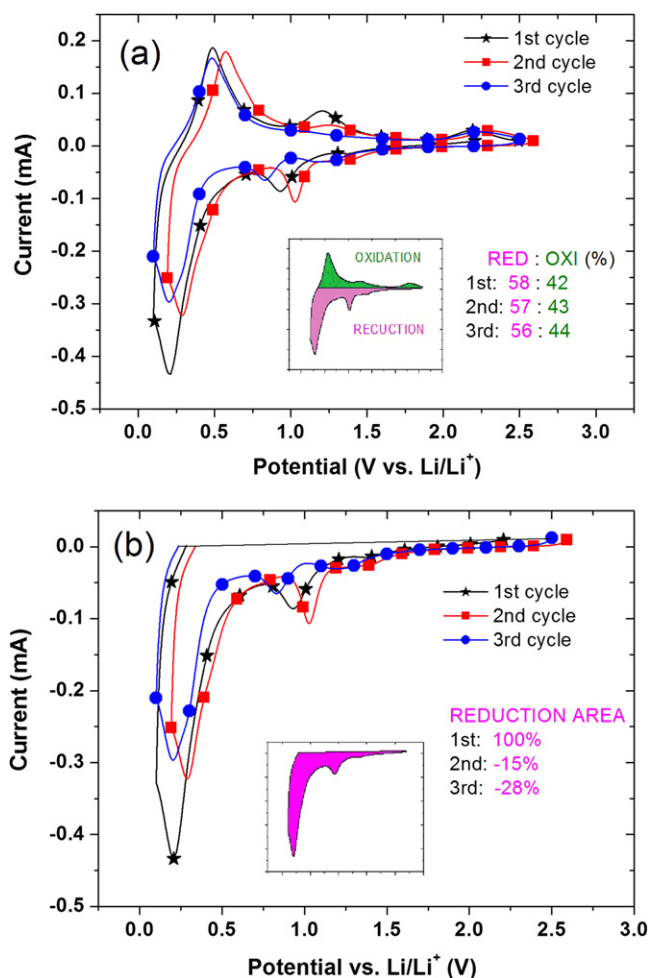 (a)
1st cycle
2nd cycle
3rd cycle
0.2
0.1
0.0
-0.1
-0.2
-0.3
-0.4
-0.5
Current (mA)
OXIDATION
RECUCTION
RED : OXI (%)
1st: 58 : 42
2nd: 57 : 43
3rd: 56 : 44
0.0 0.5 1.0 1.5 2.0 2.5 3.0
Potential (V vs. Li/Li⁺)
(b)
0.0
-0.1
-0.2
-0.3
-0.4
-0.5
Current (mA)
1st cycle
2nd cycle
3rd cycle
REDUCTION AREA
1st: 100%
2nd: -15%
3rd: -28%
0.0 0.5 1.0 1.5 2.0 2.5 3.0
Potential vs. Li/Li⁺ (V)